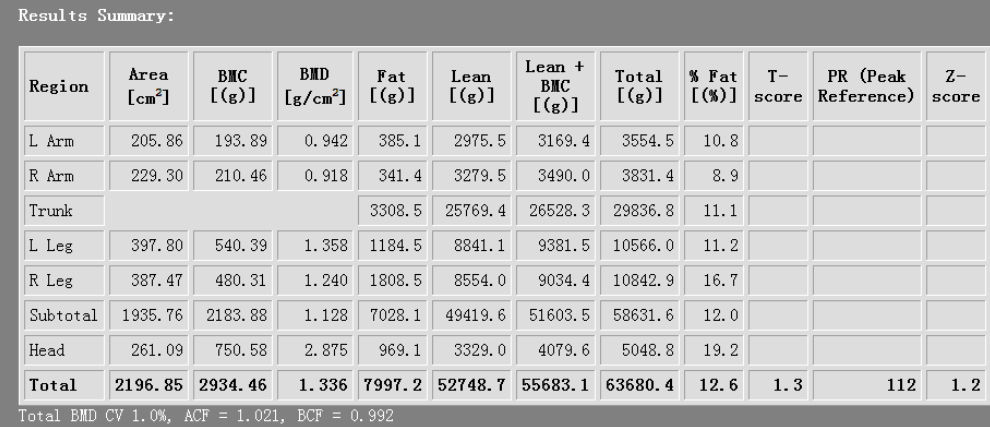 Results Summary:
Region Area [cm²] BMC [(g)] BMD [g/cm²] Fat [(g)] Lean [(g)] Lean + BMC [(g)] Total [(g)] % Fat [(%)] T-score PR (Peak Reference) Z-score
L Arm 205.86 193.89 0.942 385.1 2975.5 3169.4 3554.5 10.8
R Arm 229.30 210.46 0.918 341.4 3279.5 3490.0 3831.4 8.9
Trunk 3308.5 25769.4 26528.3 29836.8 11.1
L Leg 397.80 540.39 1.358 1184.5 8841.1 9381.5 10566.0 11.2
R Leg 387.47 480.31 1.240 1808.5 8554.0 9034.4 10842.9 16.7
Subtotal 1935.76 2183.88 1.128 7028.1 49419.6 51603.5 58631.6 12.0
Head 261.09 750.58 2.875 969.1 3329.0 4079.6 5048.8 19.2
Total 2196.85 2934.46 1.336 7997.2 52748.7 55683.1 63680.4 12.6 1.3 112 1.2
Total BMD CV 1.0%, ACF = 1.021, BCF = 0.992